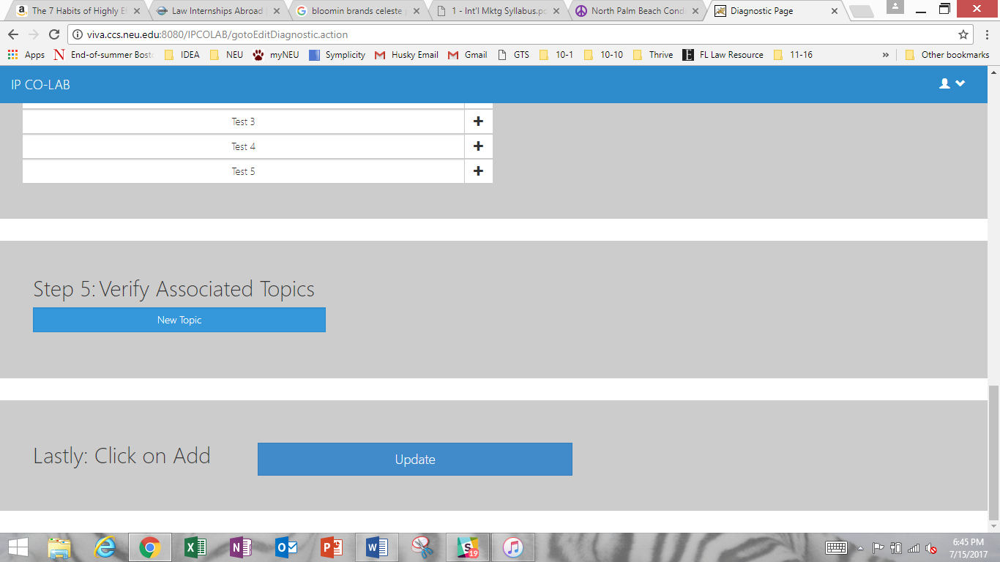 The 7 Habits of Highly Ef
Law Internships Abroad
bloomin brands celeste
1 - Int'l Mktg Syllabus.pd
North Palm Beach Cond
Diagnostic Page
viva.ccs.neu.edu:8080/IPCOLAB/gotoEditDiagnostic.action
Apps
End-of-summer Bost
IDEA
NEU
myNEU
Symplicity
Husky Email
Gmail
GTS
10-1
10-10
Thrive
FL Law Resource
11-16
»
Other bookmarks
IP CO-LAB
Test 3
Test 4
Test 5
Step 5: Verify Associated Topics
New Topic
Lastly: Click on Add
Update
19
6:45 PM
7/15/2017